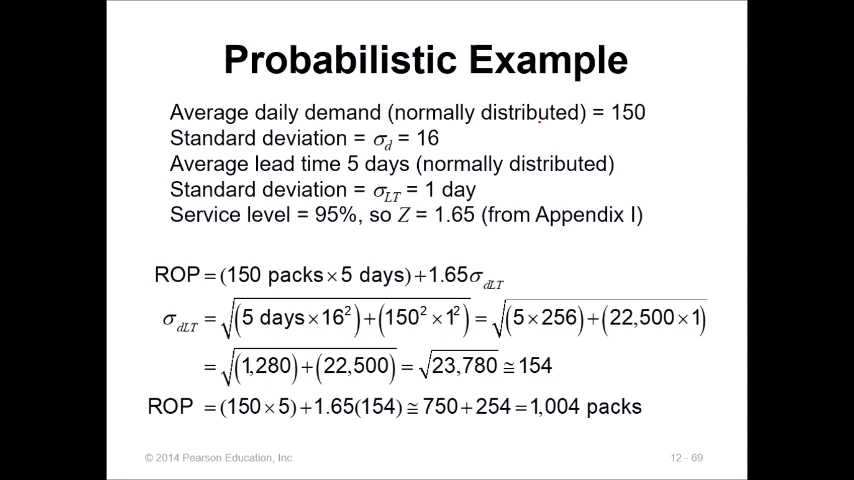 Probabilistic Example
Average daily demand (normally distributed) = 150
Standard deviation = σd = 16
Average lead time 5 days (normally distributed)
Standard deviation = σLT = 1 day
Service level = 95%, so Z = 1.65 (from Appendix I)
ROP = (150 packs × 5 days) + 1.65σdLT
σdLT = √(5 days × 16²) + (150² × 1²) = √(5 × 256) + (22,500 × 1)
= √(1,280) + (22,500) = √23,780 ≅ 154
ROP = (150 × 5) + 1.65(154) ≅ 750 + 254 = 1,004 packs
© 2014 Pearson Education, Inc.
12 - 69